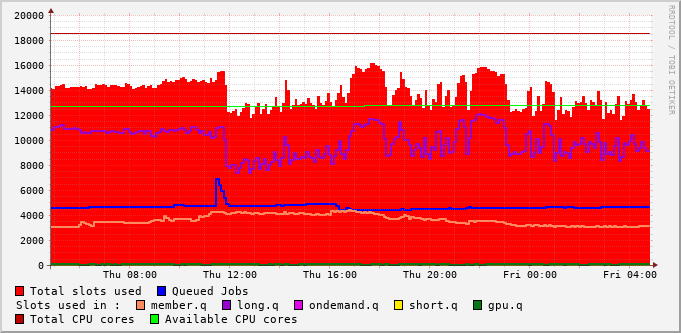 20000
18000
16000
14000
12000
10000
8000
6000
4000
2000
0
Thu 08:00 Thu 12:00 Thu 16:00 Thu 20:00 Fri 00:00 Fri 04:00
Total slots used Queued Jobs
Slots used in : member.q long.q ondemand.q short.q gpu.q
Total CPU cores Available CPU cores
RRDTOOL / TOBI OETIKER